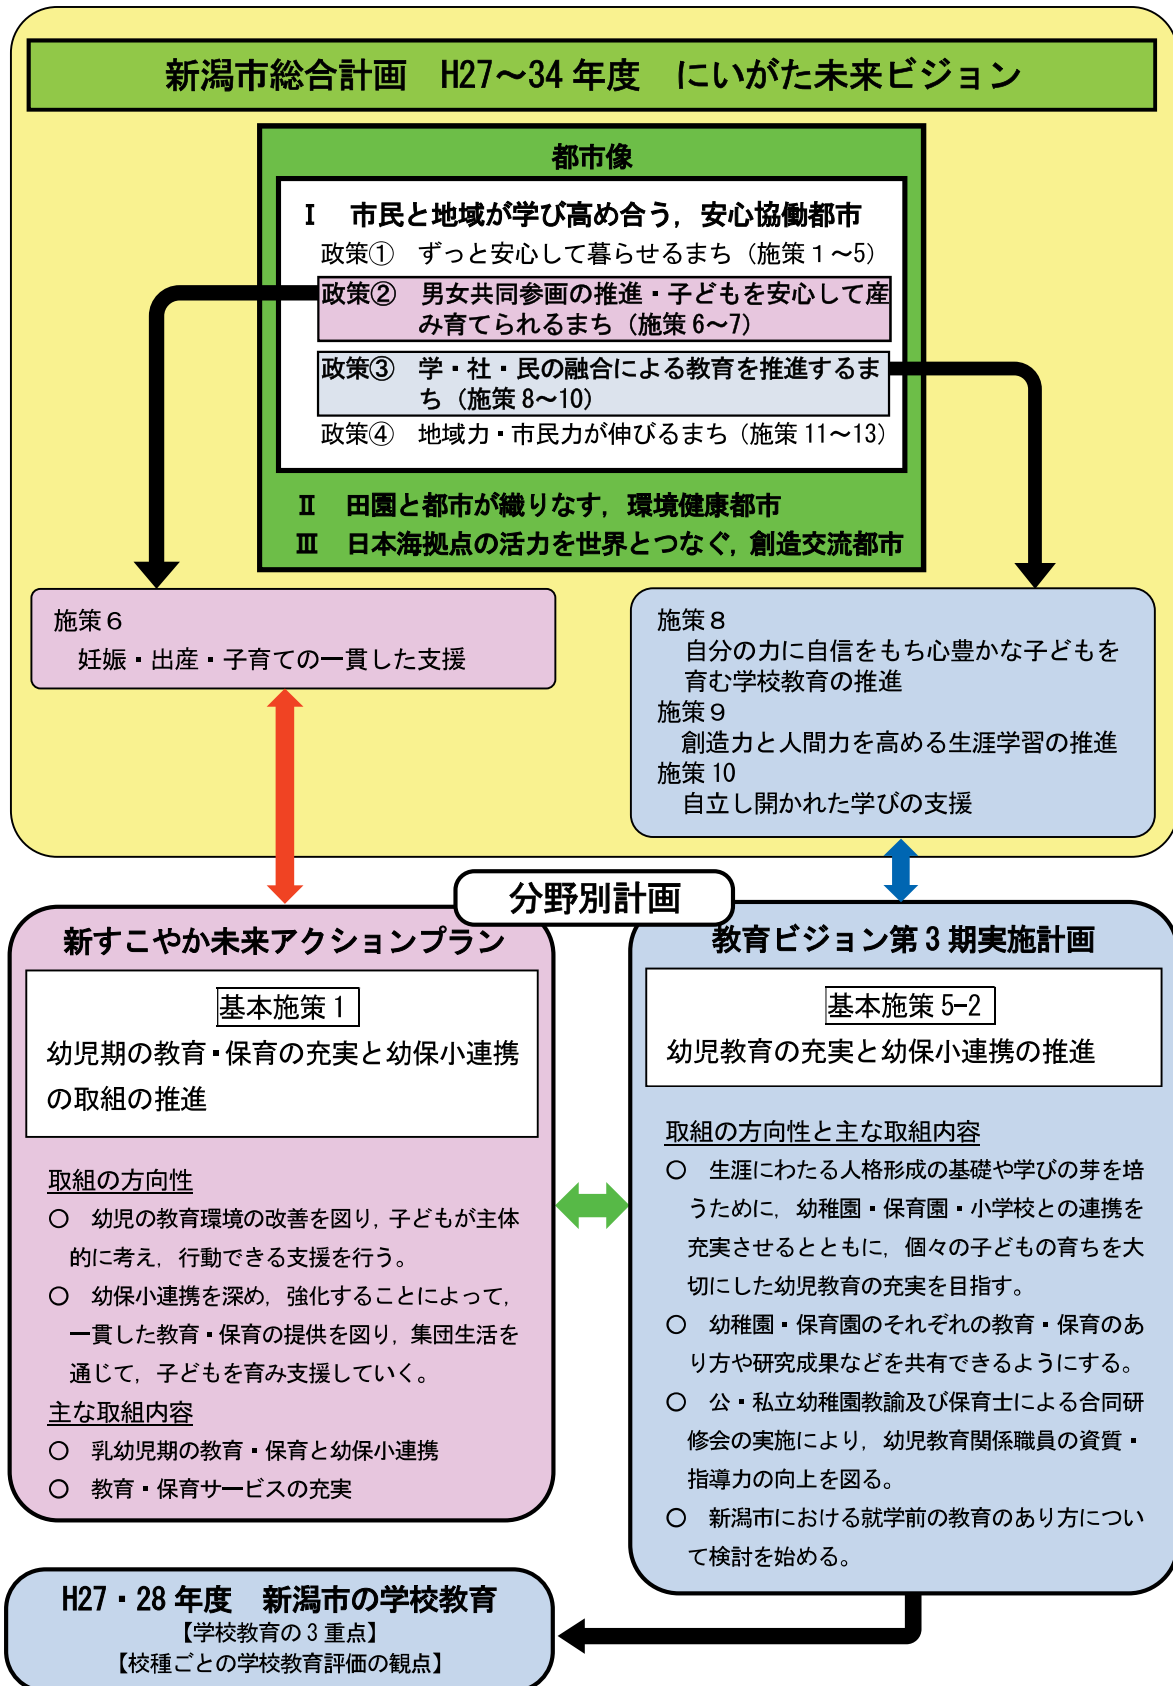 新潟市総合計画　H27～34 年度　にいがた未来ビジョン
都市像
Ⅰ　市民と地域が学び高め合う，安心協働都市
政策①　ずっと安心して暮らせるまち（施策 1～5）
政策②　男女共同参画の推進・子どもを安心して産
み育てられるまち（施策 6～7）
政策③　学・社・民の融合による教育を推進するま
ち（施策 8～10）
政策④　地域力・市民力が伸びるまち（施策 11～13）
Ⅱ　田園と都市が織りなす，環境健康都市
Ⅲ　日本海拠点の活力を世界とつなぐ，創造交流都市
施策６
妊娠・出産・子育ての一貫した支援
施策８
自分の力に自信をもち心豊かな子どもを
育む学校教育の推進
施策９
創造力と人間力を高める生涯学習の推進
施策 10
自立し開かれた学びの支援
分野別計画
新すこやか未来アクションプラン
基本施策 1
幼児期の教育・保育の充実と幼保小連携
の取組の推進
取組の方向性
○　幼児の教育環境の改善を図り，子どもが主体
的に考え，行動できる支援を行う。
○　幼保小連携を深め，強化することによって，
一貫した教育・保育の提供を図り，集団生活を
通じて，子どもを育み支援していく。
主な取組内容
○　乳幼児期の教育・保育と幼保小連携
○　教育・保育サービスの充実
教育ビジョン第 3 期実施計画
基本施策 5-2
幼児教育の充実と幼保小連携の推進
取組の方向性と主な取組内容
○　生涯にわたる人格形成の基礎や学びの芽を培
うために，幼稚園・保育園・小学校との連携を
充実させるとともに，個々の子どもの育ちを大
切にした幼児教育の充実を目指す。
○　幼稚園・保育園のそれぞれの教育・保育のあ
り方や研究成果などを共有できるようにする。
○　公・私立幼稚園教諭及び保育士による合同研
修会の実施により，幼児教育関係職員の資質・
指導力の向上を図る。
○　新潟市における就学前の教育のあり方につい
て検討を始める。
H27・28 年度　新潟市の学校教育
【学校教育の 3 重点】
【校種ごとの学校教育評価の観点】